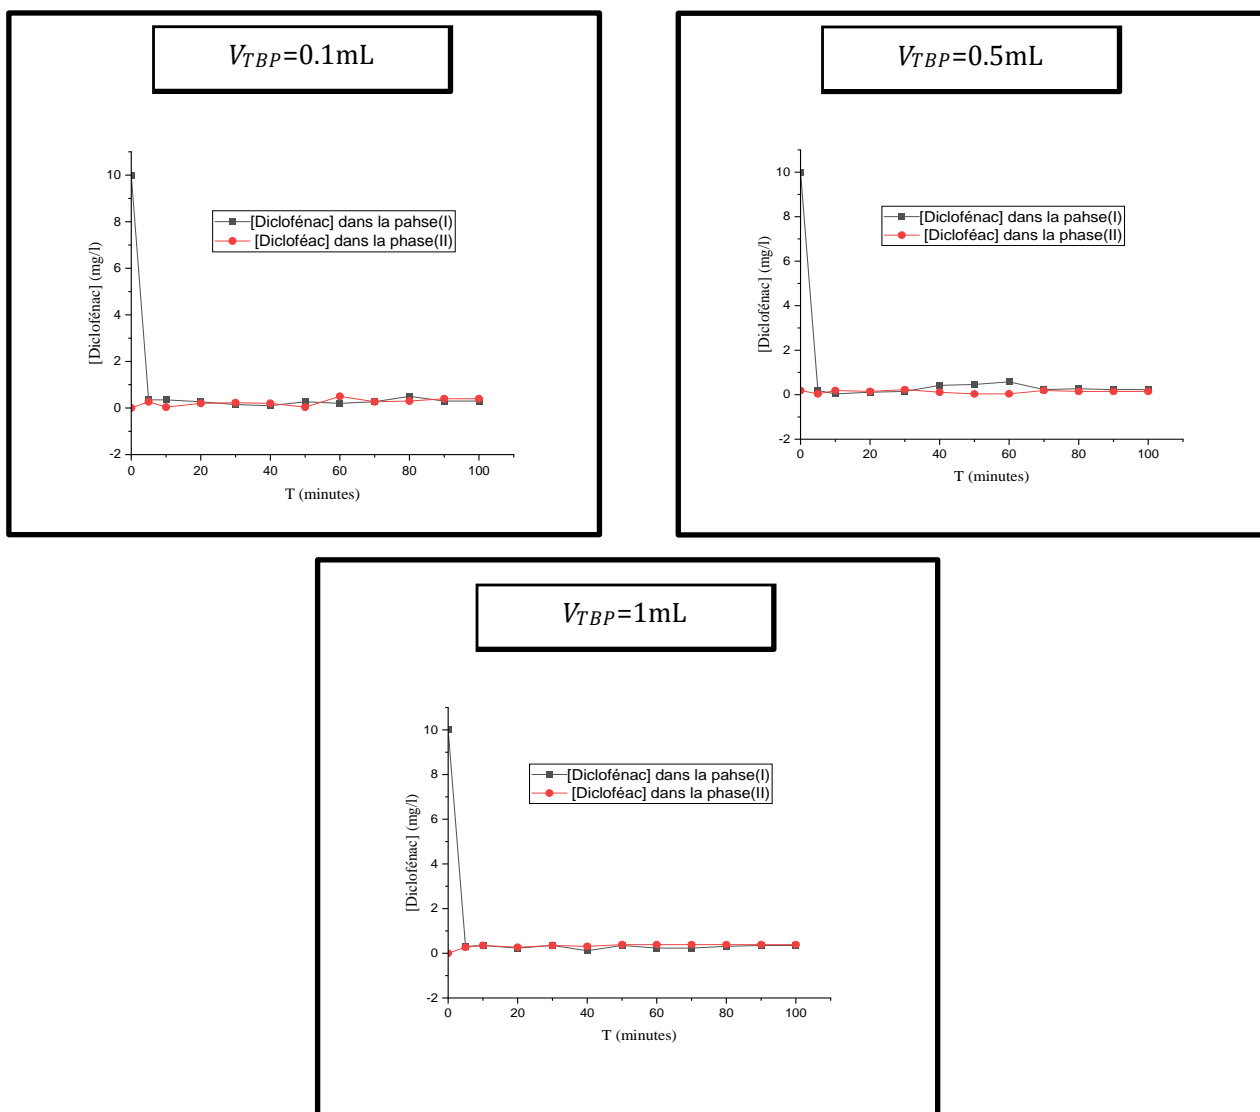 V_TBP=0.1mL
10
8
6
4
2
0
-2
[Diclofénac] (mg/l)
[Diclofénac] dans la pahse(I)
[Dicloféac] dans la phase(II)
0 20 40 60 80 100
T (minutes)
V_TBP=0.5mL
10
8
6
4
2
0
-2
[Diclofénac] (mg/l)
[Diclofénac] dans la pahse(I)
[Dicloféac] dans la phase(II)
0 20 40 60 80 100
T (minutes)
V_TBP=1mL
10
8
6
4
2
0
-2
[Diclofénac] (mg/l)
[Diclofénac] dans la pahse(I)
[Dicloféac] dans la phase(II)
0 20 40 60 80 100
T (minutes)